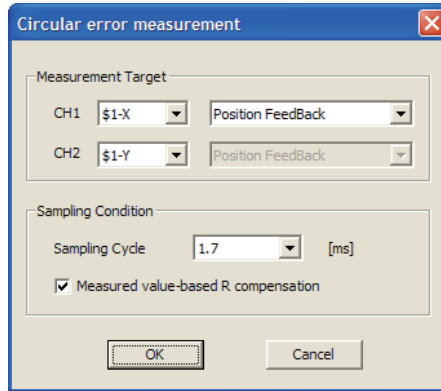 Circular error measurement
Measurement Target
CH1 $1-X Position FeedBack
CH2 $1-Y Position FeedBack
Sampling Condition
Sampling Cycle 1.7 [ms]
Measured value-based R compensation
OK Cancel